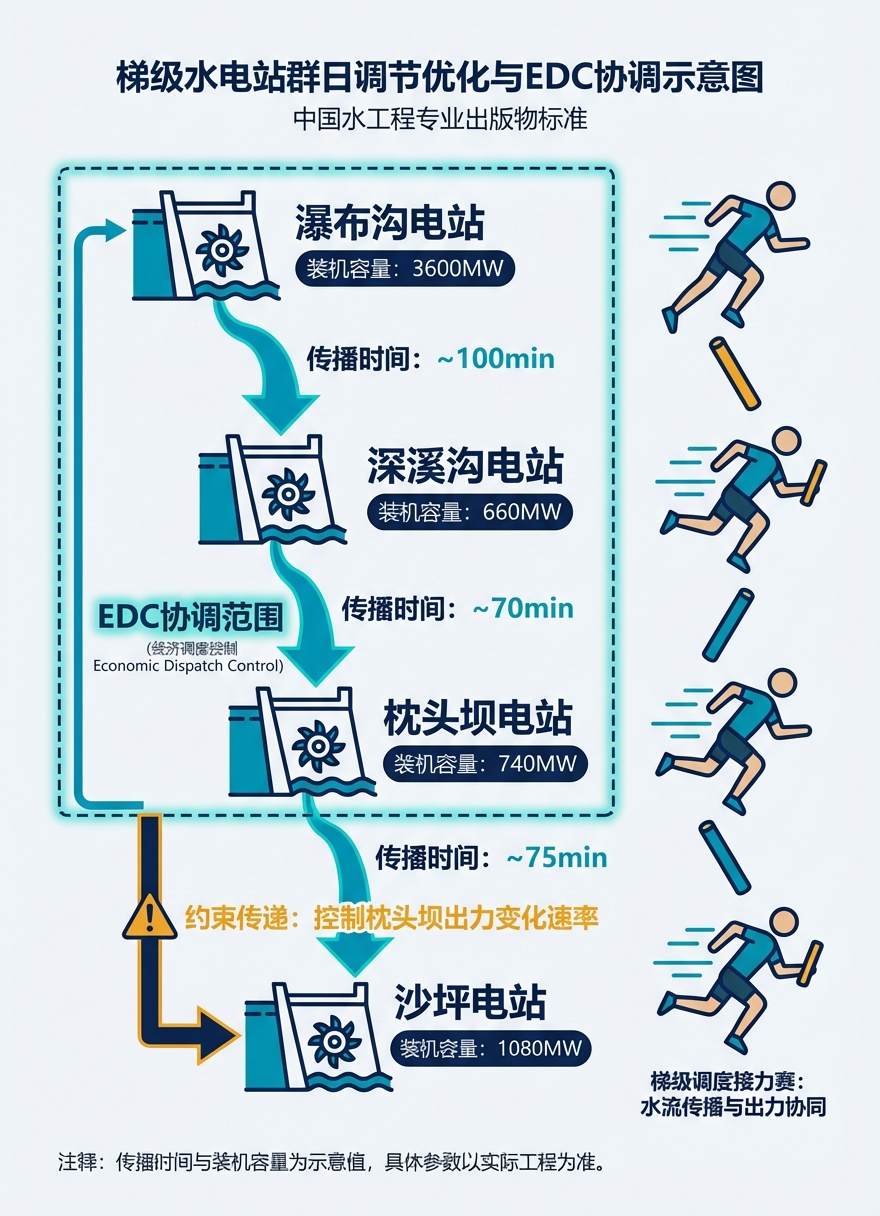 梯级水电站群日调节优化与EDC协调示意图
中国水工程专业出版物标准
瀑布沟电站
装机容量：3600MW
传播时间：~100min
深溪沟电站
装机容量：660MW
传播时间：~70min
EDC协调范围
(经济调度控制
Economic Dispatch Control)
枕头坝电站
装机容量：740MW
传播时间：~75min
约束传递：控制枕头坝出力变化速率
沙坪电站
装机容量：1080MW
梯级调度接力赛：
水流传播与出力协同
注释：传播时间与装机容量为示意值，具体参数以实际工程为准。